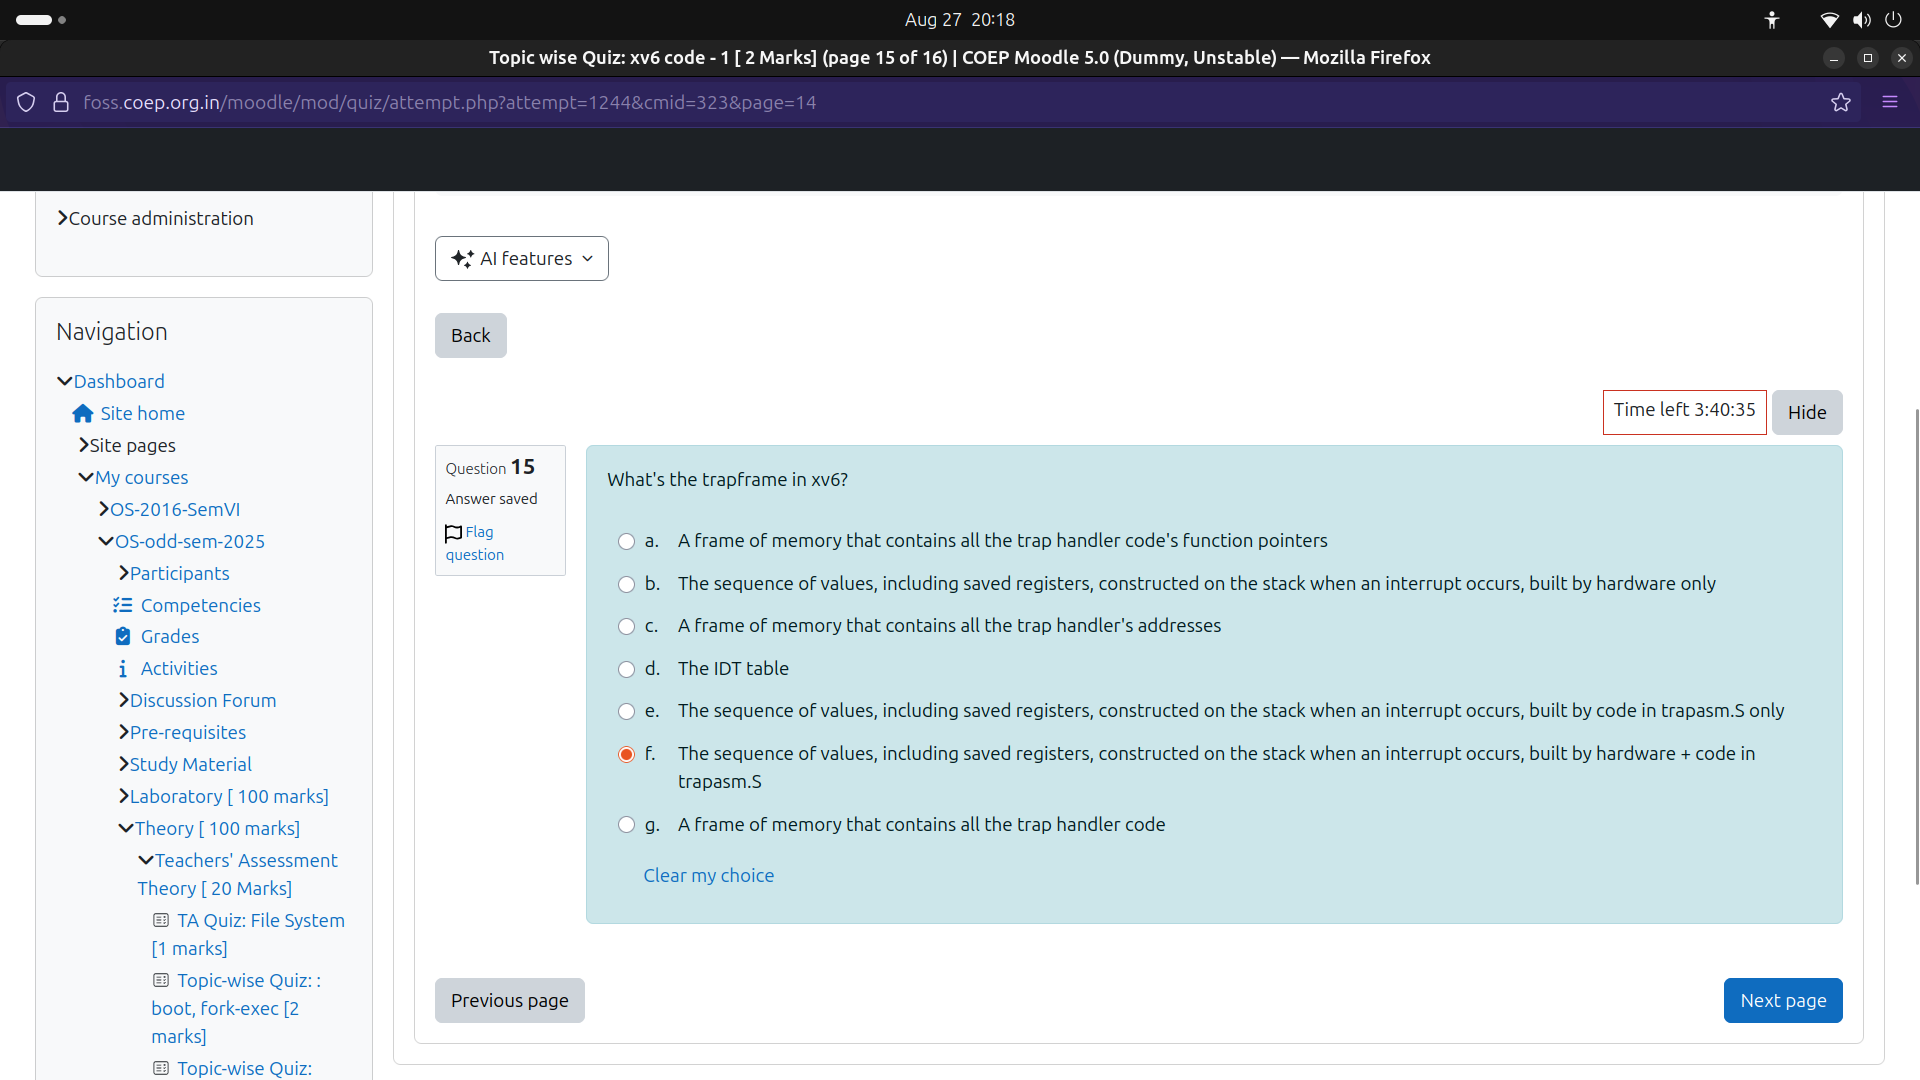 Aug 27 20:18
Topic wise Quiz: xv6 code - 1 [ 2 Marks] (page 15 of 16) | COEP Moodle 5.0 (Dummy, Unstable) — Mozilla Firefox
foss.coep.org.in/moodle/mod/quiz/attempt.php?attempt=1244&cmid=323&page=14
Course administration
Navigation
Dashboard
Site home
Site pages
My courses
OS-2016-SemVI
OS-odd-sem-2025
Participants
Competencies
Grades
Activities
Discussion Forum
Pre-requisites
Study Material
Laboratory [ 100 marks]
Theory [ 100 marks]
Teachers' Assessment
Theory [ 20 Marks]
TA Quiz: File System
[1 marks]
Topic-wise Quiz: :
boot, fork-exec [2
marks]
Topic-wise Quiz:
AI features
Back
Time left 3:40:35
Hide
Question 15
Answer saved
Flag
question
What's the trapframe in xv6?
a. A frame of memory that contains all the trap handler code's function pointers
b. The sequence of values, including saved registers, constructed on the stack when an interrupt occurs, built by hardware only
c. A frame of memory that contains all the trap handler's addresses
d. The IDT table
e. The sequence of values, including saved registers, constructed on the stack when an interrupt occurs, built by code in trapasm.S only
f. The sequence of values, including saved registers, constructed on the stack when an interrupt occurs, built by hardware + code in
trapasm.S
g. A frame of memory that contains all the trap handler code
Clear my choice
Previous page
Next page